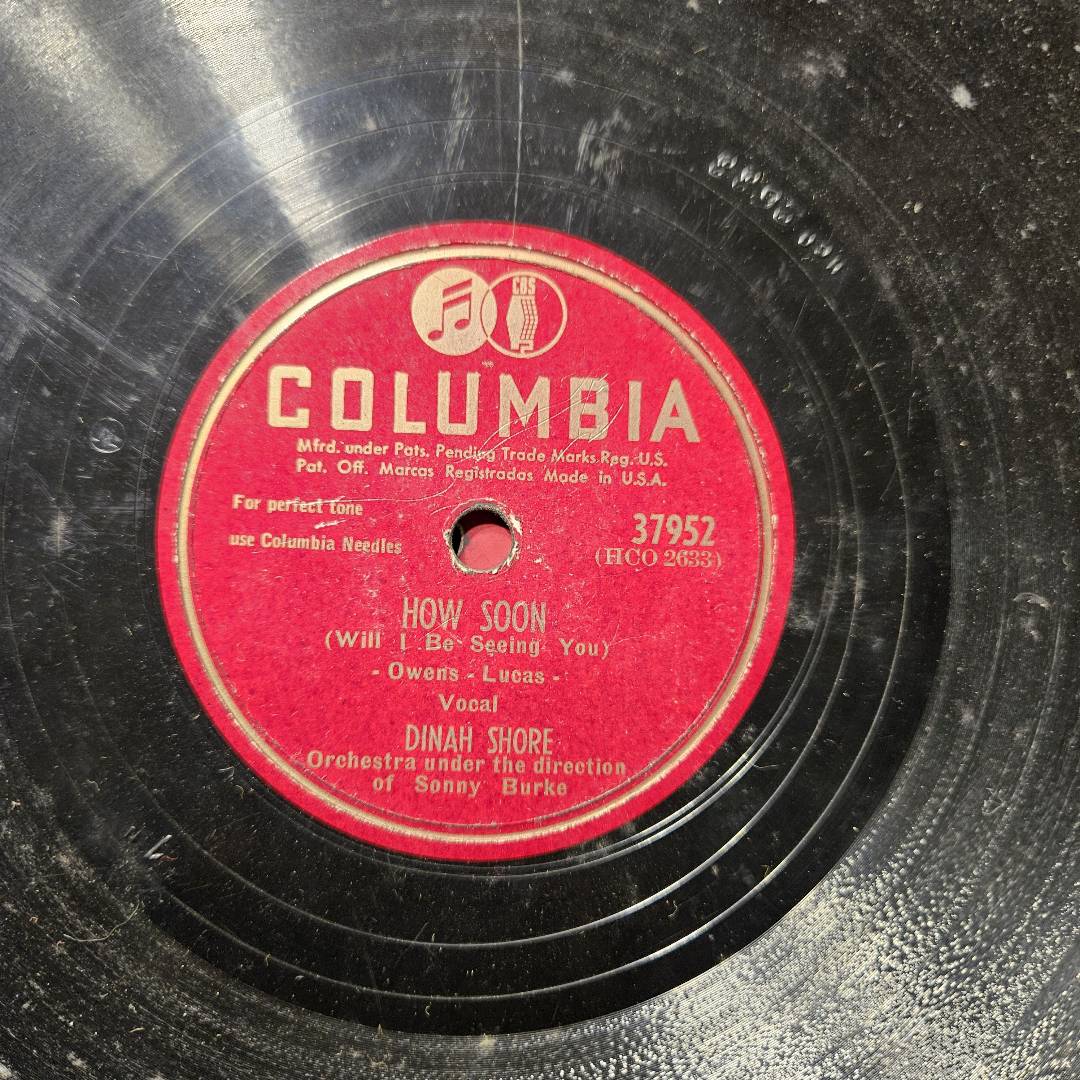 CBS
COLUMBIA
Mfrd. under Pats. Pending Trade Marks Reg. U.S.
Pat. Off. Marcas Registradas Made in U.S.A.
For perfect tone
use Columbia Needles
37952
(HCO 2633)
HOW SOON
(Will I Be Seeing You)
- Owens - Lucas -
Vocal
DINAH SHORE
Orchestra under the direction
of Sonny Burke